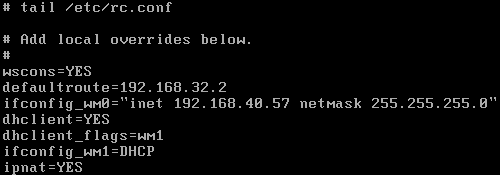 # tail /etc/rc.conf
# Add local overrides below.
#
wscons=YES
defaultroute=192.168.32.2
ifconfig_wm0="inet 192.168.40.57 netmask 255.255.255.0"
dhclient=YES
dhclient_flags=wm1
ifconfig_wm1=DHCP
ipnat=YES